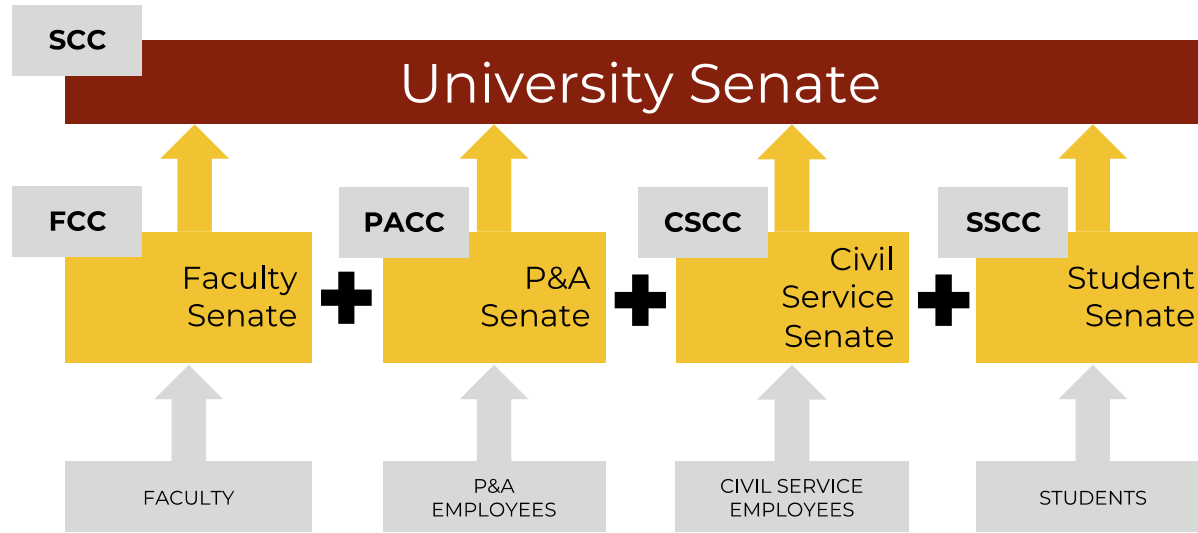 SCC
University Senate
FCC
PACC
CSCC
SSCC
Faculty
Senate
P&A
Senate
Civil
Service
Senate
Student
Senate
FACULTY
P&A
EMPLOYEES
CIVIL SERVICE
EMPLOYEES
STUDENTS